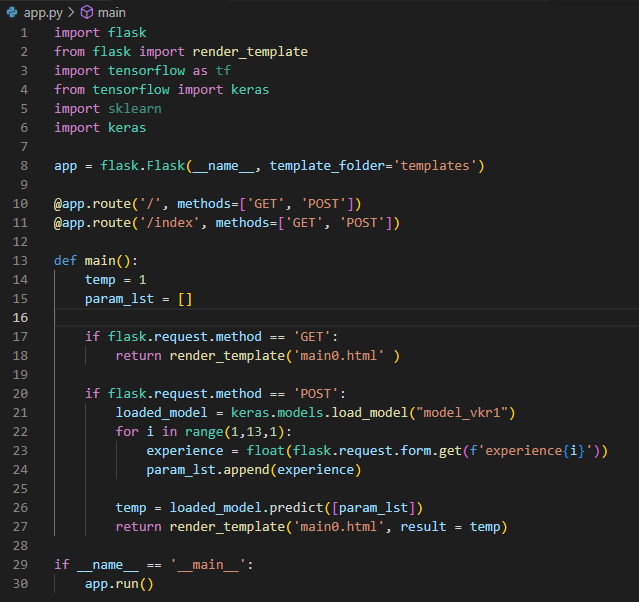 app.py > main
1 import flask
2 from flask import render_template
3 import tensorflow as tf
4 from tensorflow import keras
5 import sklearn
6 import keras
7
8 app = flask.Flask(__name__, template_folder='templates')
9
10 @app.route('/', methods=['GET', 'POST'])
11 @app.route('/index', methods=['GET', 'POST'])
12
13 def main():
14     temp = 1
15     param_lst = []
16
17     if flask.request.method == 'GET':
18         return render_template('main0.html' )
19
20     if flask.request.method == 'POST':
21         loaded_model = keras.models.load_model("model_vkr1")
22         for i in range(1,13,1):
23             experience = float(flask.request.form.get(f'experience{i}'))
24             param_lst.append(experience)
25
26         temp = loaded_model.predict([param_lst])
27         return render_template('main0.html', result = temp)
28
29 if __name__ == '__main__':
30     app.run()